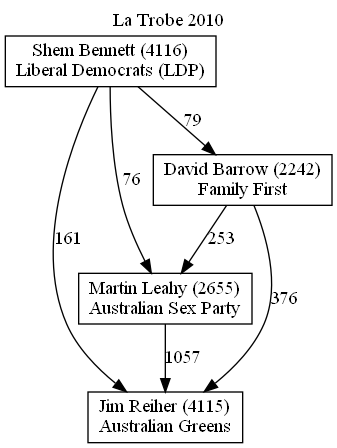 La Trobe 2010
Shem Bennett (4116)
Liberal Democrats (LDP)
79
David Barrow (2242)
Family First
76
161
253
376
Martin Leahy (2655)
Australian Sex Party
1057
Jim Reiher (4115)
Australian Greens